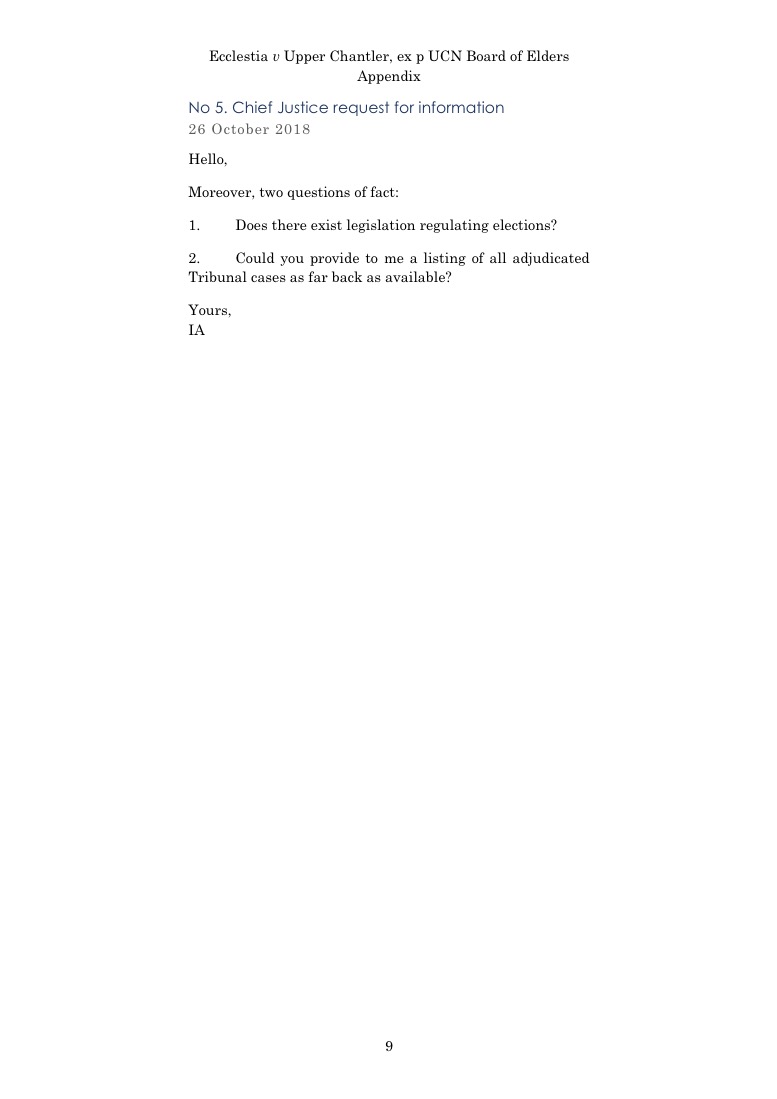 Ecclestia v Upper Chantler, ex p UCN Board of Elders
Appendix
No 5. Chief Justice request for information
26 October 2018
Hello,
Moreover, two questions of fact:
1. Does there exist legislation regulating elections?
2. Could you provide to me a listing of all adjudicated
Tribunal cases as far back as available?
Yours,
IA
9